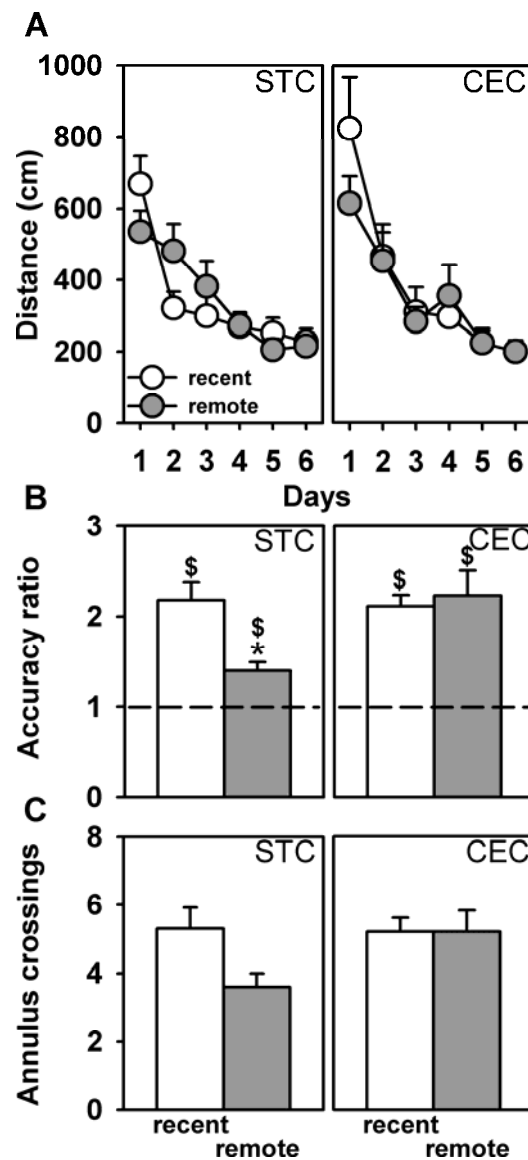 A
STC CEC
Distance (cm)
1000
800
600
400
200
0
recent
remote
1 2 3 4 5 6 1 2 3 4 5 6
Days
B
STC CEC
Accuracy ratio
3
2
1
0
$ $ * $ $
C
STC CEC
Annulus crossings
8
6
4
2
0
recent remote recent remote